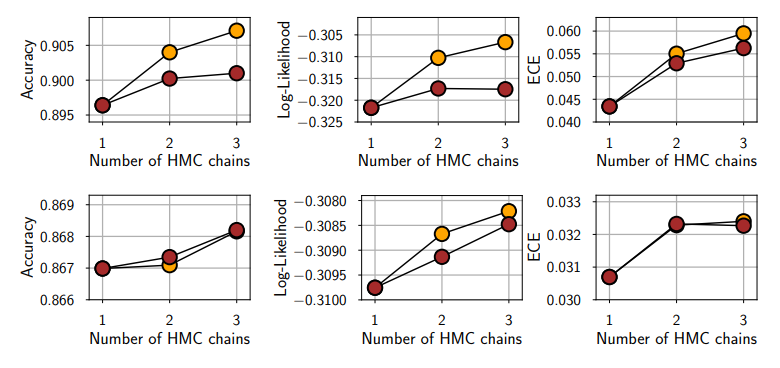 Accuracy
0.905
0.900
0.895
1 2 3
Number of HMC chains
Log-Likelihood
−0.305
−0.310
−0.315
−0.320
−0.325
1 2 3
Number of HMC chains
ECE
0.060
0.055
0.050
0.045
0.040
1 2 3
Number of HMC chains
Accuracy
0.869
0.868
0.867
0.866
1 2 3
Number of HMC chains
Log-Likelihood
−0.3080
−0.3085
−0.3090
−0.3095
−0.3100
1 2 3
Number of HMC chains
ECE
0.033
0.032
0.031
0.030
1 2 3
Number of HMC chains